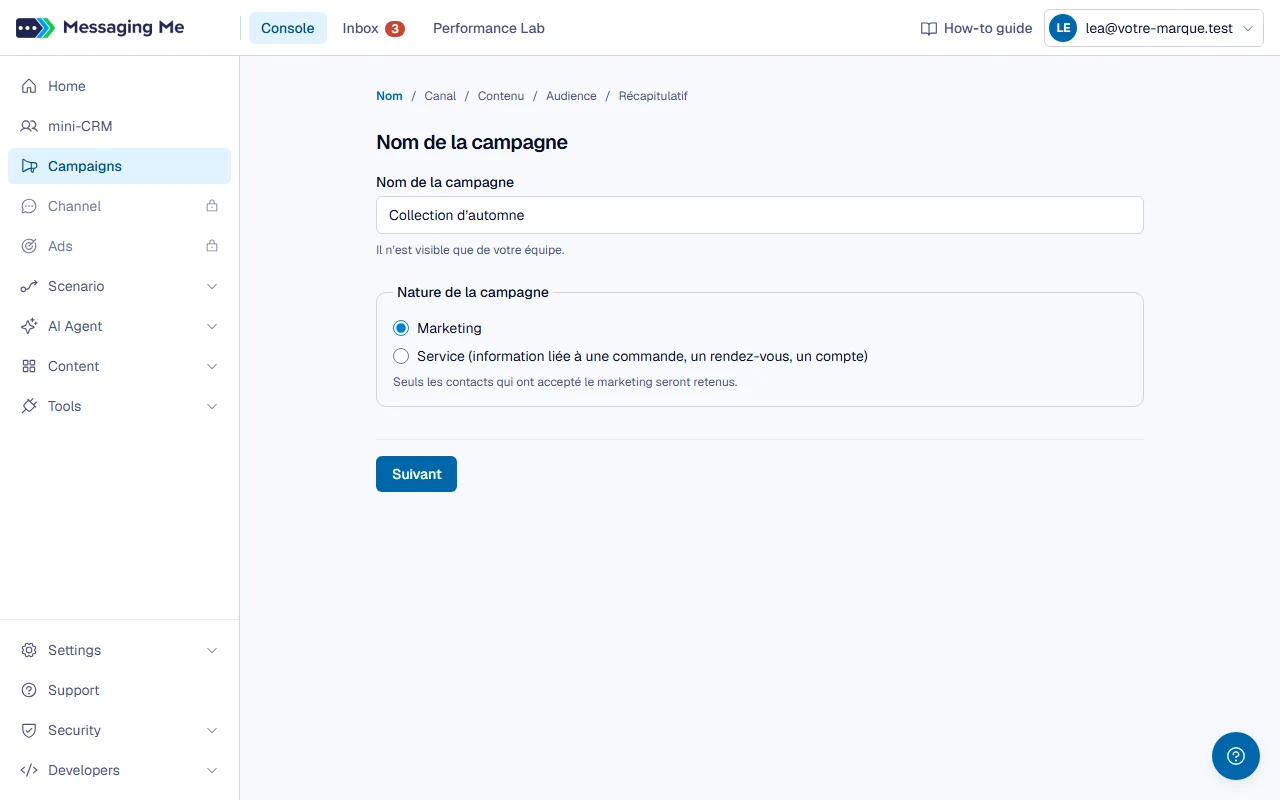 Messaging Me
Console
Inbox 3
Performance Lab
How-to guide
LE lea@votre-marque.test
Home
mini-CRM
Campaigns
Channel
Ads
Scenario
AI Agent
Content
Tools
Settings
Support
Security
Developers
Nom / Canal / Contenu / Audience / Récapitulatif
Nom de la campagne
Nom de la campagne
Collection d’automne
Il n’est visible que de votre équipe.
Nature de la campagne
Marketing
Service (information liée à une commande, un rendez-vous, un compte)
Seuls les contacts qui ont accepté le marketing seront retenus.
Suivant